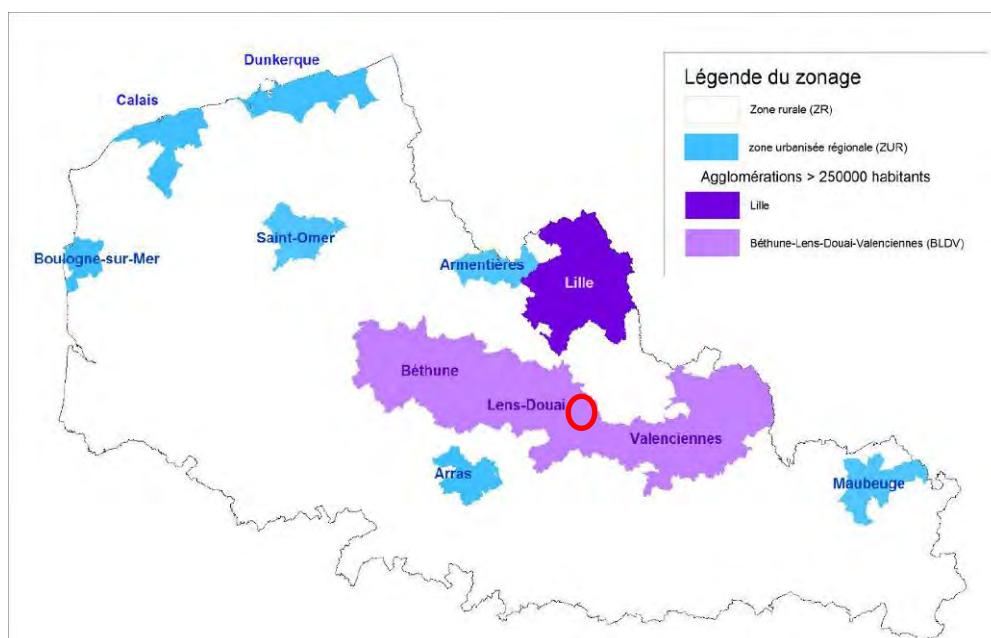 Dunkerque
Calais
Boulogne-sur-Mer
Saint-Omer
Armentières
Lille
Béthune
Lens-Douai
Valenciennes
Arras
Maubeuge
Légende du zonage
Zone rurale (ZR)
zone urbanisée régionale (ZUR)
Agglomérations > 250000 habitants
Lille
Béthune-Lens-Douai-Valenciennes (BLDV)